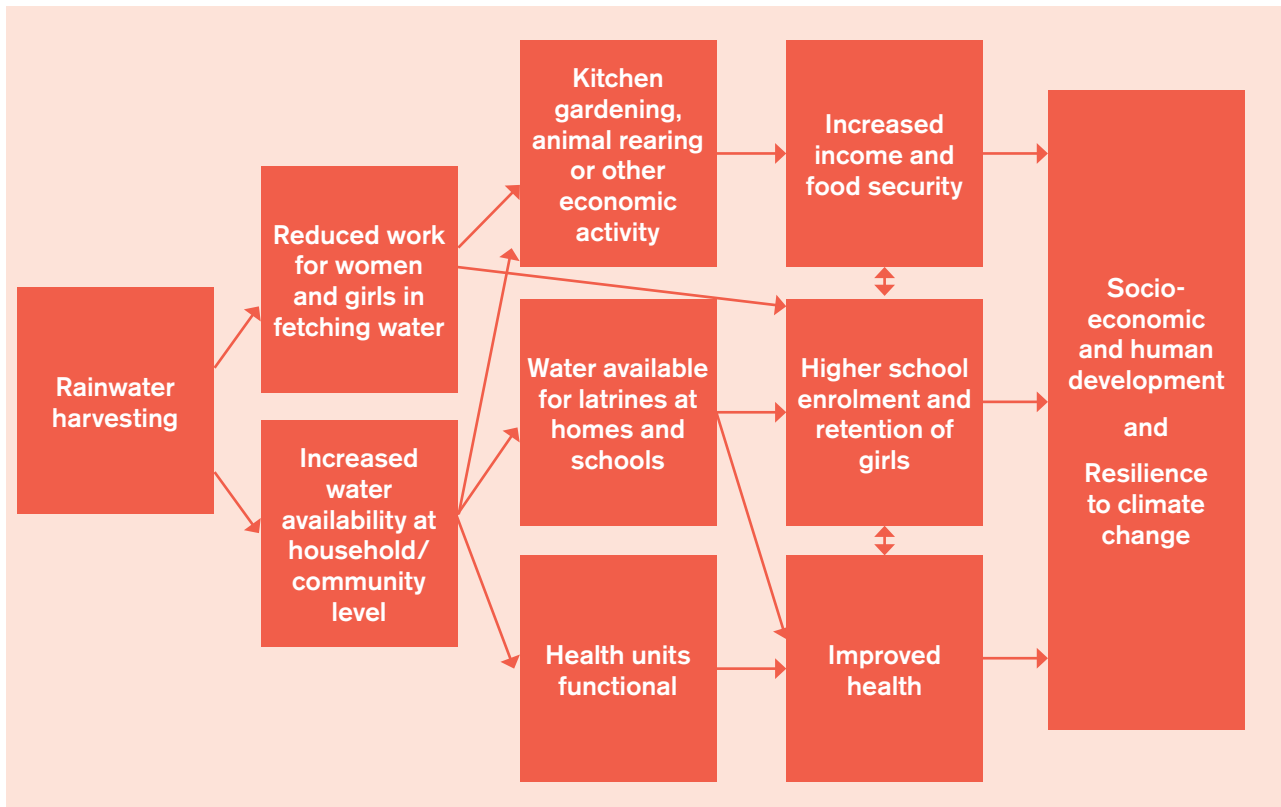 Rainwater
harvesting
Reduced work
for women
and girls in
fetching water
Increased
water
availability at
household/
community
level
Kitchen
gardening,
animal rearing
or other
economic
activity
Water available
for latrines at
homes and
schools
Health units
functional
Increased
income and
food security
Higher school
enrolment and
retention of
girls
Improved
health
Socio-
economic
and human
development
and
Resilience
to climate
change